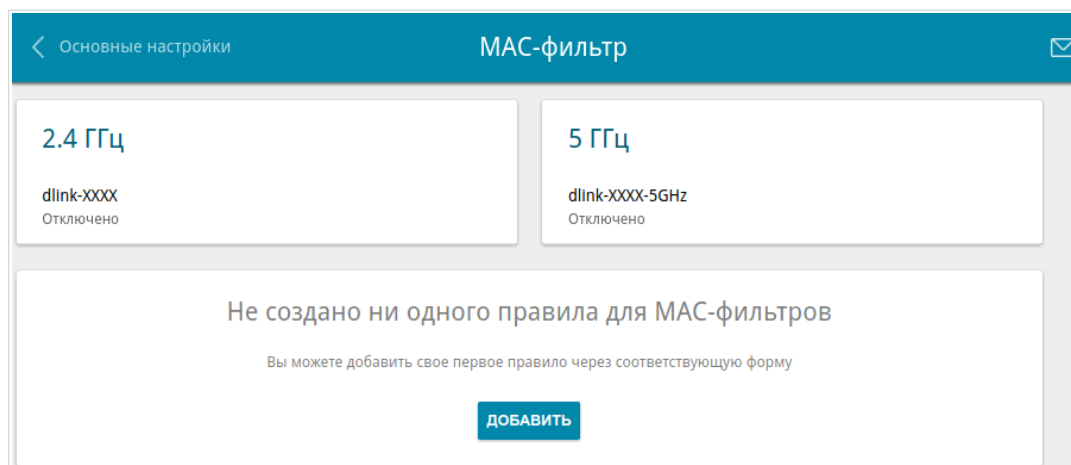 Основные настройки
MAC-фильтр
2.4 ГГц
dlink-XXXX
Отключено
5 ГГц
dlink-XXXX-5GHz
Отключено
Не создано ни одного правила для MAC-фильтров
Вы можете добавить свое первое правило через соответствующую форму
ДОБАВИТЬ